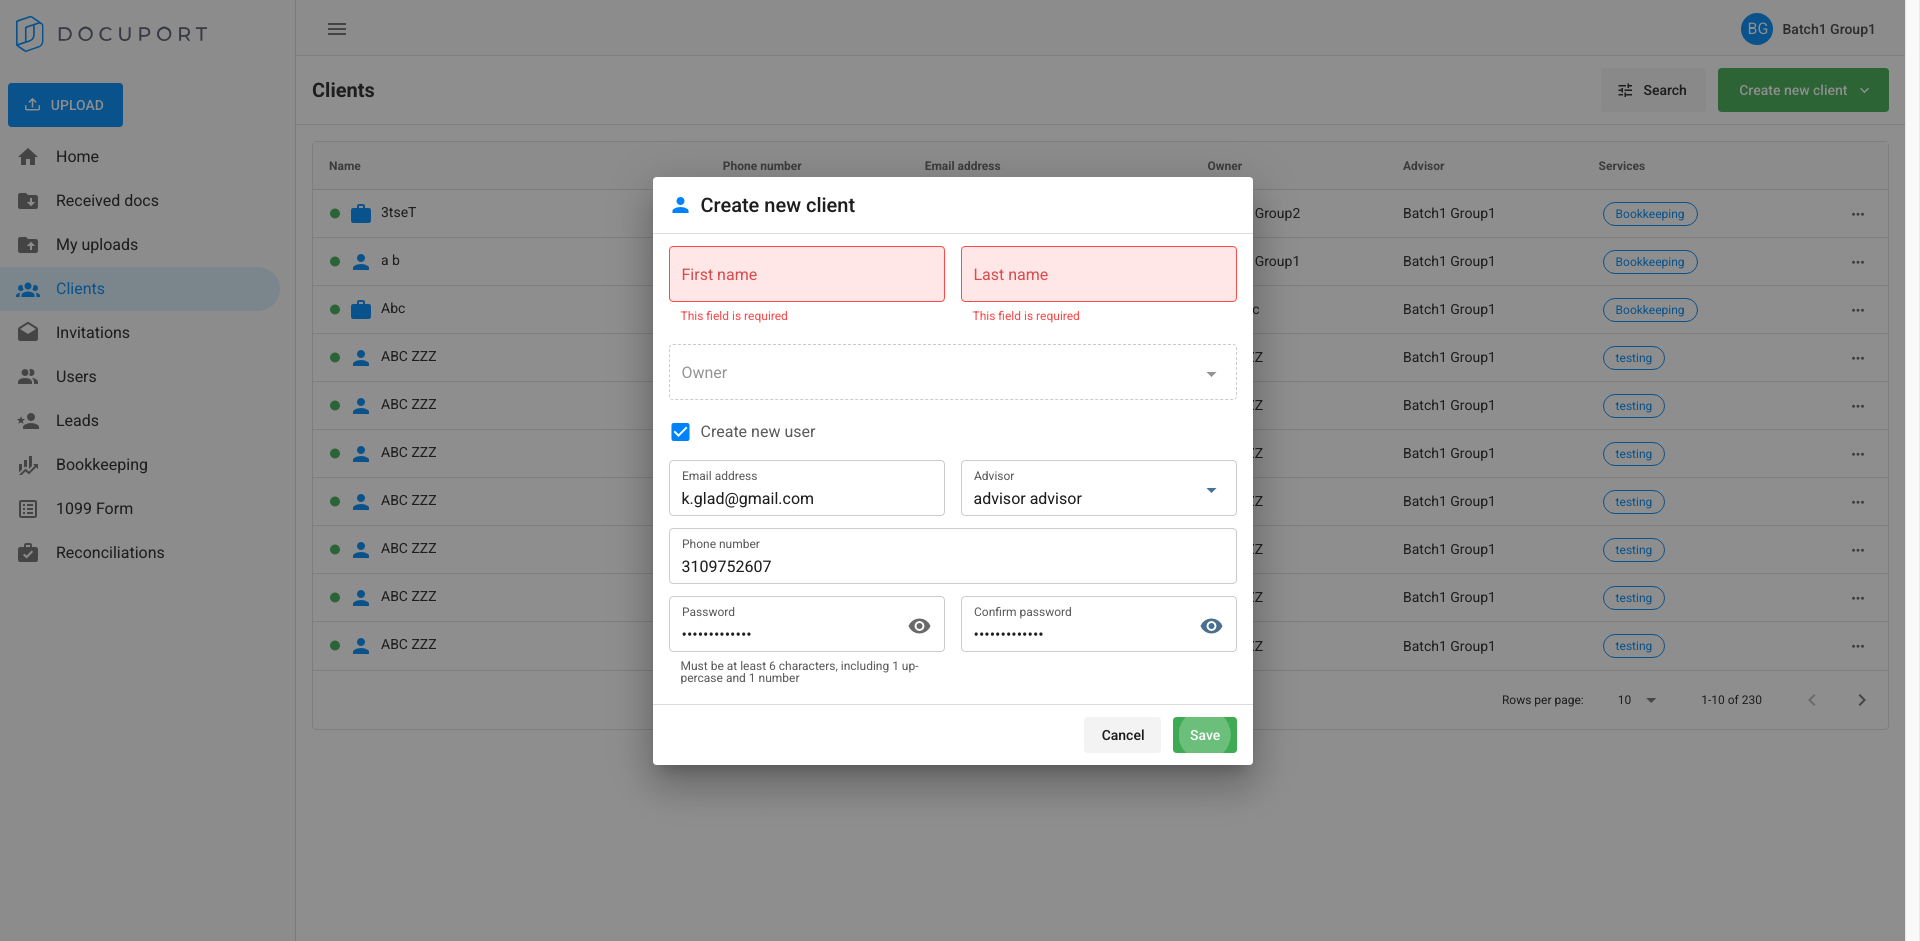 DOCUPORT
BG Batch1 Group1
UPLOAD
Home
Received docs
My uploads
Clients
Invitations
Users
Leads
Bookkeeping
1099 Form
Reconciliations
Clients
Search
Create new client
Name Phone number Email address Owner Advisor Services
3tseT Group2 Batch1 Group1 Bookkeeping
a b Group1 Batch1 Group1 Bookkeeping
Abc c Batch1 Group1 Bookkeeping
ABC ZZZ Batch1 Group1 testing
ABC ZZZ Batch1 Group1 testing
ABC ZZZ Batch1 Group1 testing
ABC ZZZ Batch1 Group1 testing
ABC ZZZ Batch1 Group1 testing
ABC ZZZ Batch1 Group1 testing
ABC ZZZ Batch1 Group1 testing
Rows per page: 10 1-10 of 230
Create new client
First name Last name
This field is required This field is required
Owner
Create new user
Email address Advisor
k.glad@gmail.com advisor advisor
Phone number
3109752607
Password Confirm password
••••••••••••• •••••••••••••
Must be at least 6 characters, including 1 up-
percase and 1 number
Cancel Save